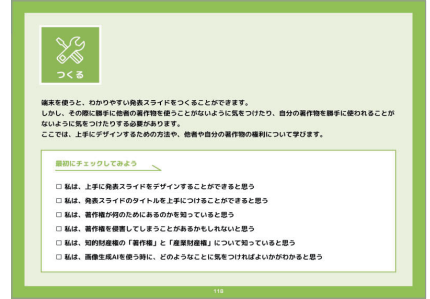 つくる
端末を使うと、わかりやすい発表スライドをつくることができます。
しかし、その際に勝手に他者の著作物を使うことがないように気をつけたり、自分の著作物を勝手に使われることが
ないように気をつけたりする必要があります。
ここでは、上手にデザインするための方法や、他者や自分の著作物の権利について学びます。
最初にチェックしてみよう
□ 私は、上手に発表スライドをデザインすることができると思う
□ 私は、発表スライドのタイトルを上手につけることができると思う
□ 私は、著作権が何のためにあるのかを知っていると思う
□ 私は、著作権を侵害してしまうことがあるかもしれないと思う
□ 私は、知的財産権の「著作権」と「産業財産権」について知っていると思う
□ 私は、画像生成AIを使う時に、どのようなことに気をつければよいかがわかると思う